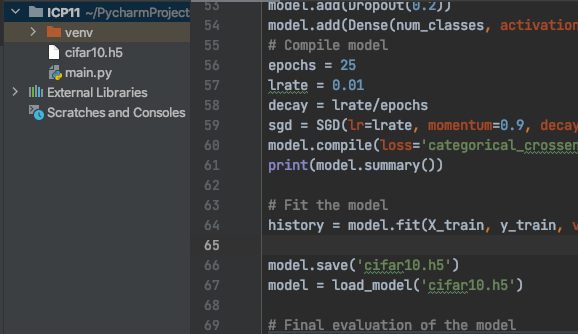 ICP11 ~/PycharmProject
venv
cifar10.h5
main.py
External Libraries
Scratches and Consoles
53 model.add(Dropout(0.2))
54 model.add(Dense(num_classes, activation
55 # Compile model
56 epochs = 25
57 lrate = 0.01
58 decay = lrate/epochs
59 sgd = SGD(lr=lrate, momentum=0.9, decay
60 model.compile(loss='categorical_crossen
61 print(model.summary())
62
63 # Fit the model
64 history = model.fit(X_train, y_train, v
65
66 model.save('cifar10.h5')
67 model = load_model('cifar10.h5')
68
69 # Final evaluation of the model